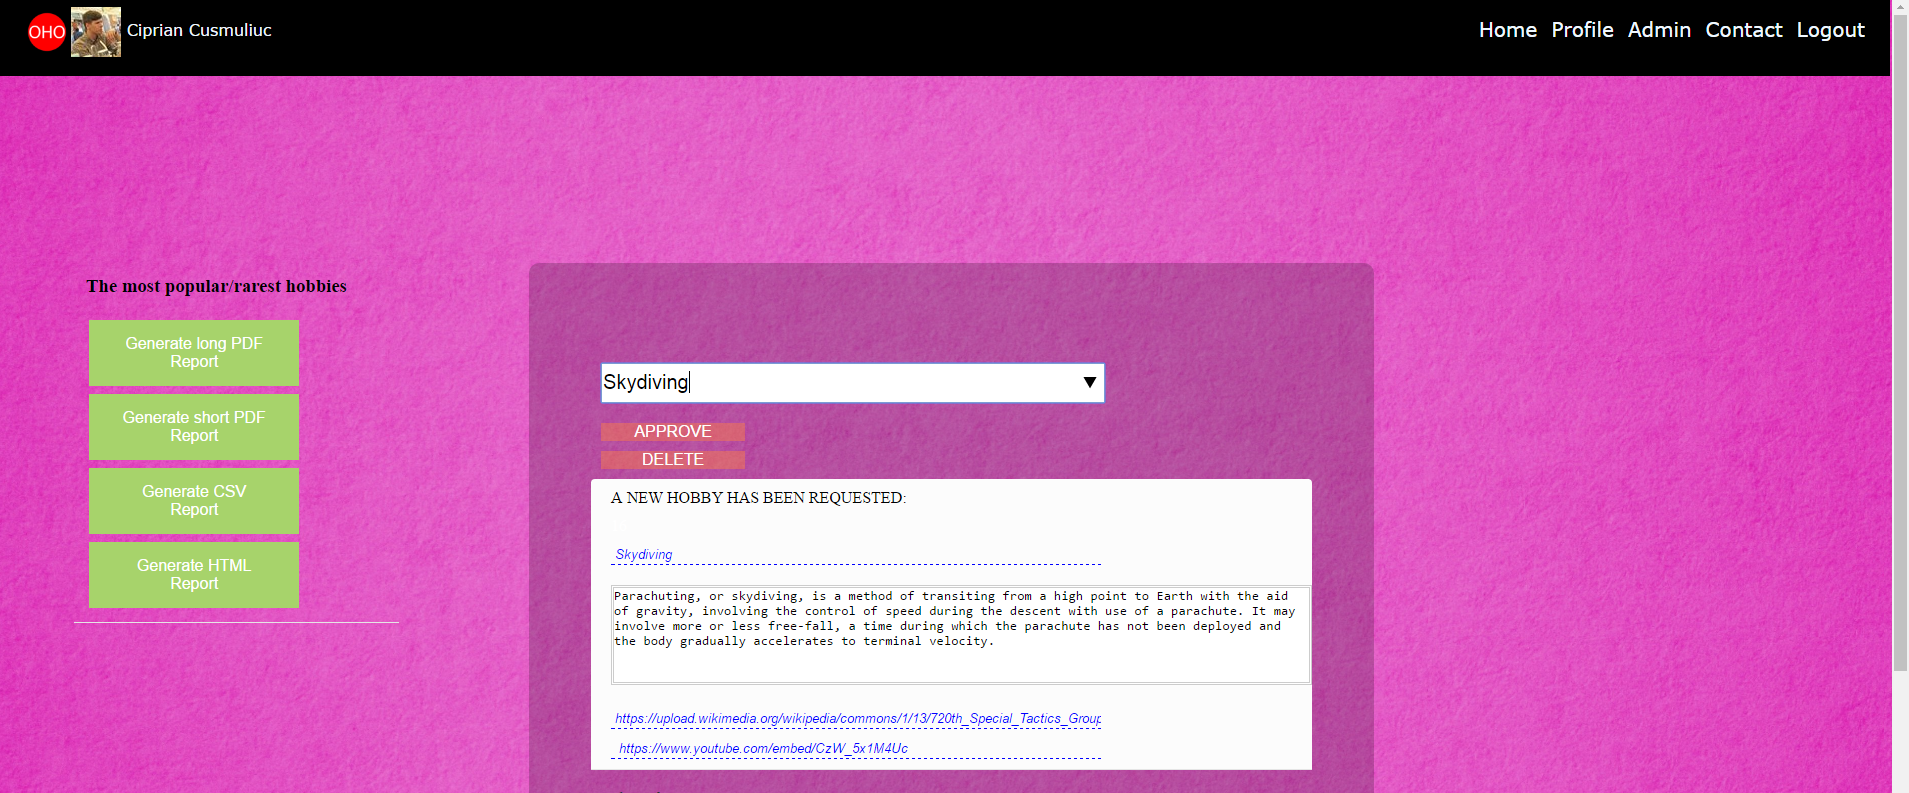 OHO
Ciprian Cusmuliuc
Home Profile Admin Contact Logout
The most popular/rarest hobbies
Generate long PDF
Report
Generate short PDF
Report
Generate CSV
Report
Generate HTML
Report
Skydiving
APPROVE
DELETE
A NEW HOBBY HAS BEEN REQUESTED:
Skydiving
Parachuting, or skydiving, is a method of transiting from a high point to Earth with the aid
of gravity, involving the control of speed during the descent with use of a parachute. It may
involve more or less free-fall, a time during which the parachute has not been deployed and
the body gradually accelerates to terminal velocity.
https://upload.wikimedia.org/wikipedia/commons/1/13/720th_Special_Tactics_Group
https://www.youtube.com/embed/CzW_5x1M4Uc